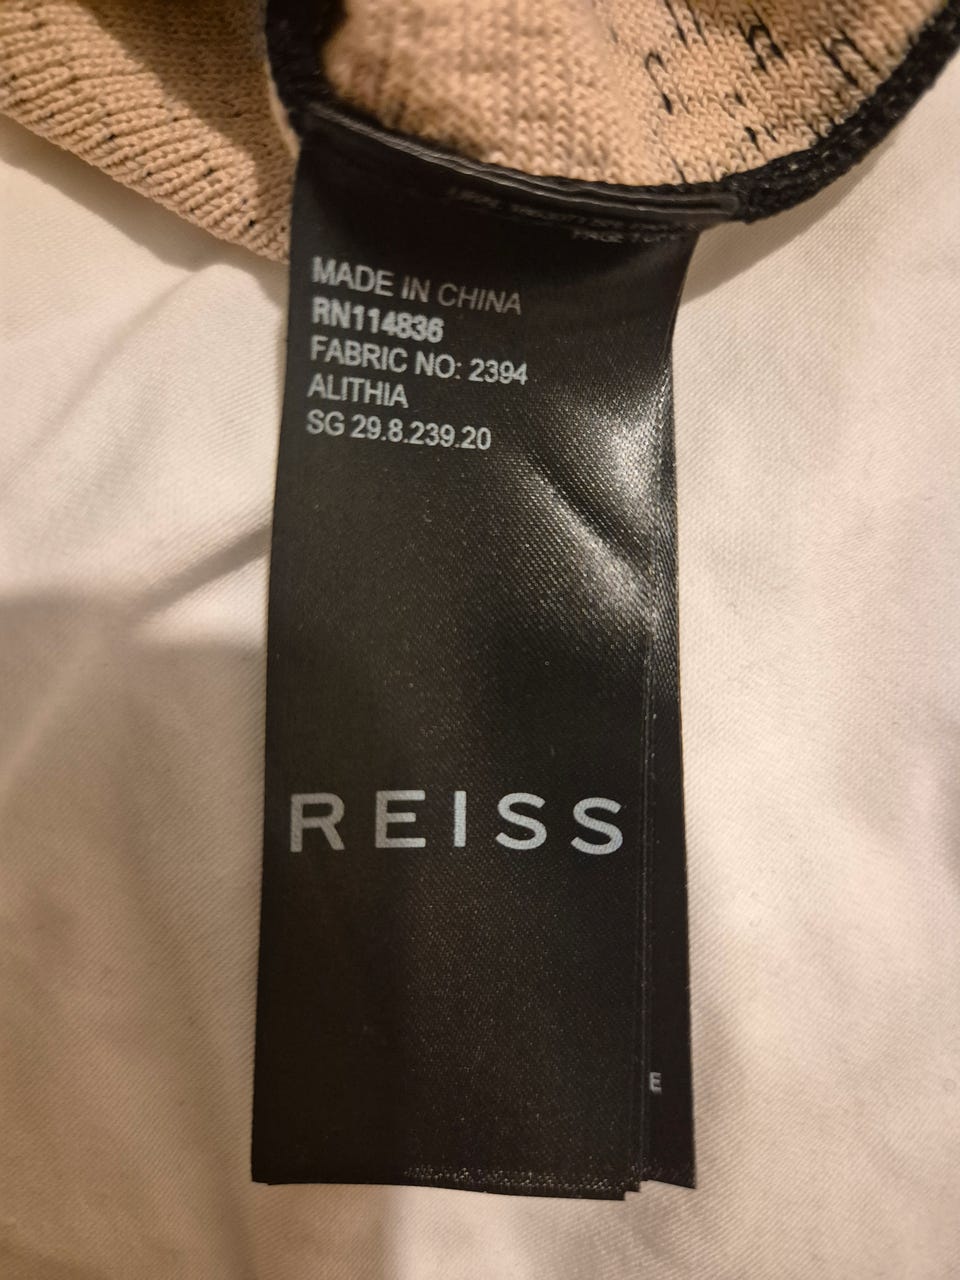 MADE IN CHINA
RN114836
FABRIC NO: 2394
ALITHIA
SG 29.8.239.20
REISS
E